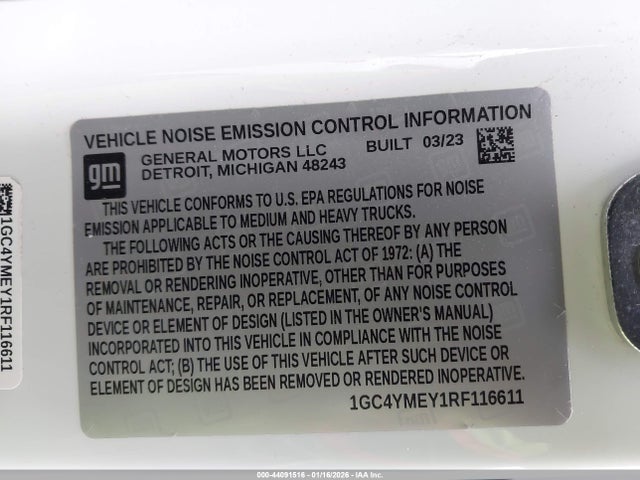 VEHICLE NOISE EMISSION CONTROL INFORMATION
gm
GENERAL MOTORS LLC BUILT 03/23
DETROIT, MICHIGAN 48243
THIS VEHICLE CONFORMS TO U.S. EPA REGULATIONS FOR NOISE
EMISSION APPLICABLE TO MEDIUM AND HEAVY TRUCKS.
THE FOLLOWING ACTS OR THE CAUSING THEREOF BY ANY PERSON
ARE PROHIBITED BY THE NOISE CONTROL ACT OF 1972: (A) THE
REMOVAL OR RENDERING INOPERATIVE, OTHER THAN FOR PURPOSES
OF MAINTENANCE, REPAIR, OR REPLACEMENT, OF ANY NOISE CONTROL
DEVICE OR ELEMENT OF DESIGN (LISTED IN THE OWNER'S MANUAL)
INCORPORATED INTO THIS VEHICLE IN COMPLIANCE WITH THE NOISE
CONTROL ACT; (B) THE USE OF THIS VEHICLE AFTER SUCH DEVICE OR
ELEMENT OF DESIGN HAS BEEN REMOVED OR RENDERED INOPERATIVE.
1GC4YMEY1RF116611
1GC4YMEY1RF116611
000-44091516 - 01/16/2026 - IAA Inc.